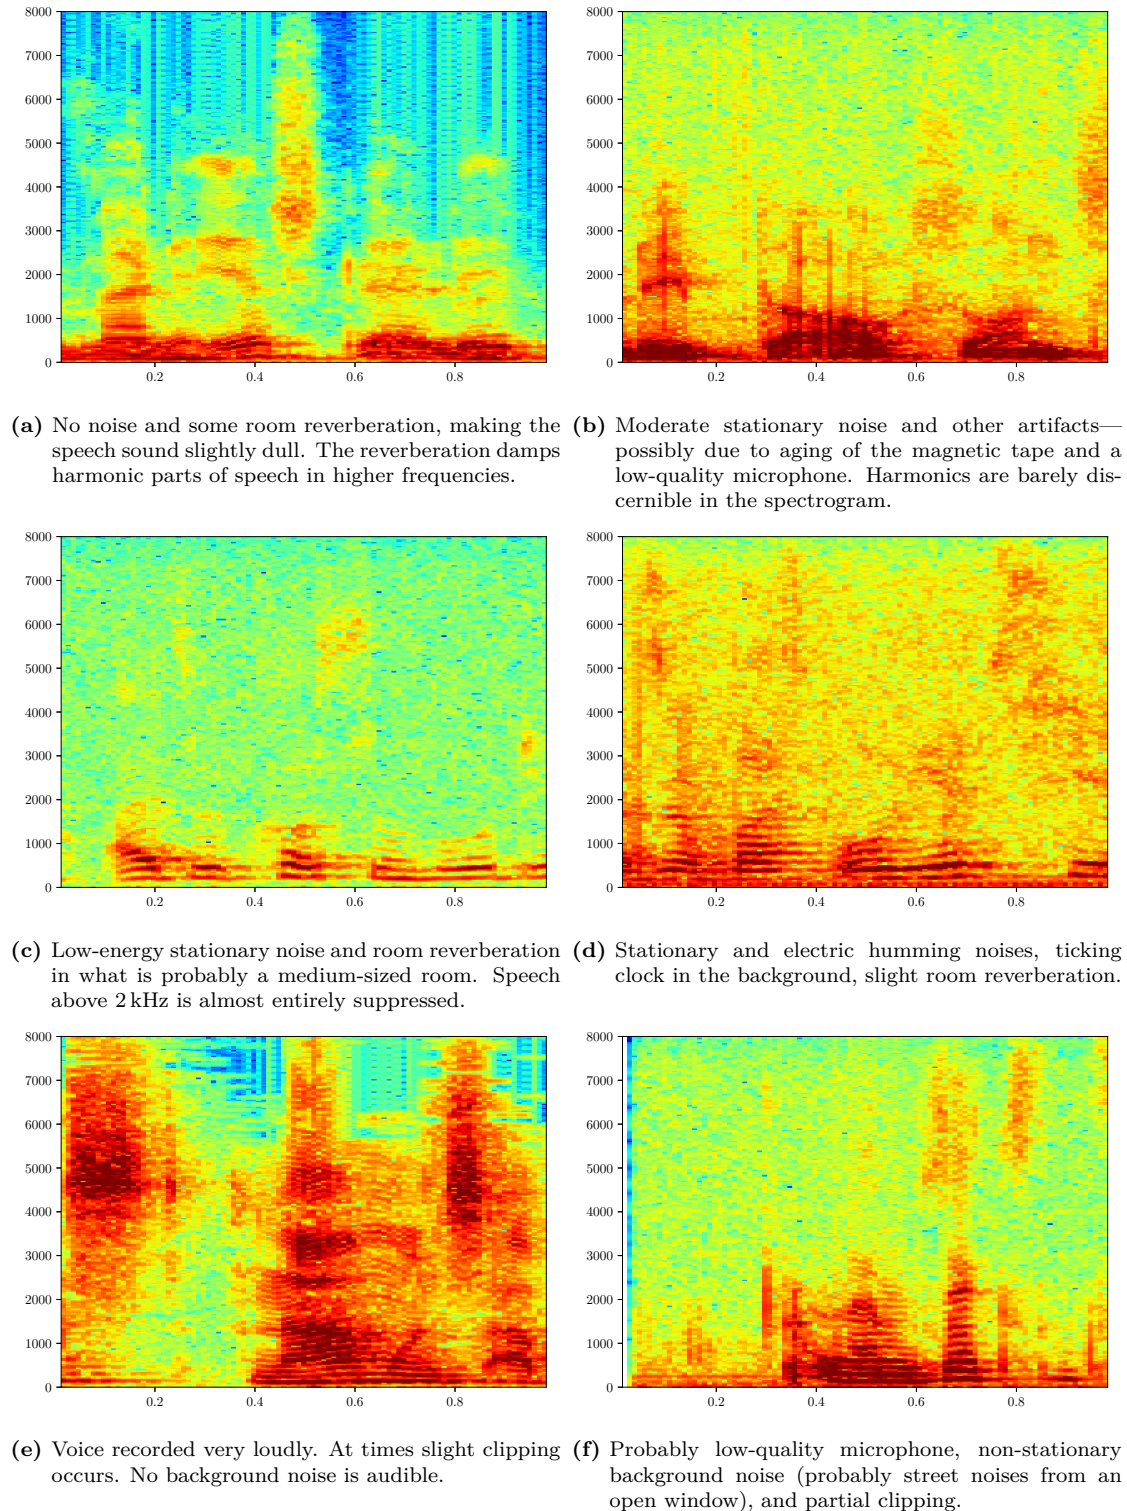 8000
7000
6000
5000
4000
3000
2000
1000
0
0.2 0.4 0.6 0.8
8000
7000
6000
5000
4000
3000
2000
1000
0
0.2 0.4 0.6 0.8
(a) No noise and some room reverberation, making the
speech sound slightly dull. The reverberation damps
harmonic parts of speech in higher frequencies.
(b) Moderate stationary noise and other artifacts—
possibly due to aging of the magnetic tape and a
low-quality microphone. Harmonics are barely dis-
cernible in the spectrogram.
8000
7000
6000
5000
4000
3000
2000
1000
0
0.2 0.4 0.6 0.8
8000
7000
6000
5000
4000
3000
2000
1000
0
0.2 0.4 0.6 0.8
(c) Low-energy stationary noise and room reverberation
in what is probably a medium-sized room. Speech
above 2 kHz is almost entirely suppressed.
(d) Stationary and electric humming noises, ticking
clock in the background, slight room reverberation.
8000
7000
6000
5000
4000
3000
2000
1000
0
0.2 0.4 0.6 0.8
8000
7000
6000
5000
4000
3000
2000
1000
0
0.2 0.4 0.6 0.8
(e) Voice recorded very loudly. At times slight clipping
occurs. No background noise is audible.
(f) Probably low-quality microphone, non-stationary
background noise (probably street noises from an
open window), and partial clipping.